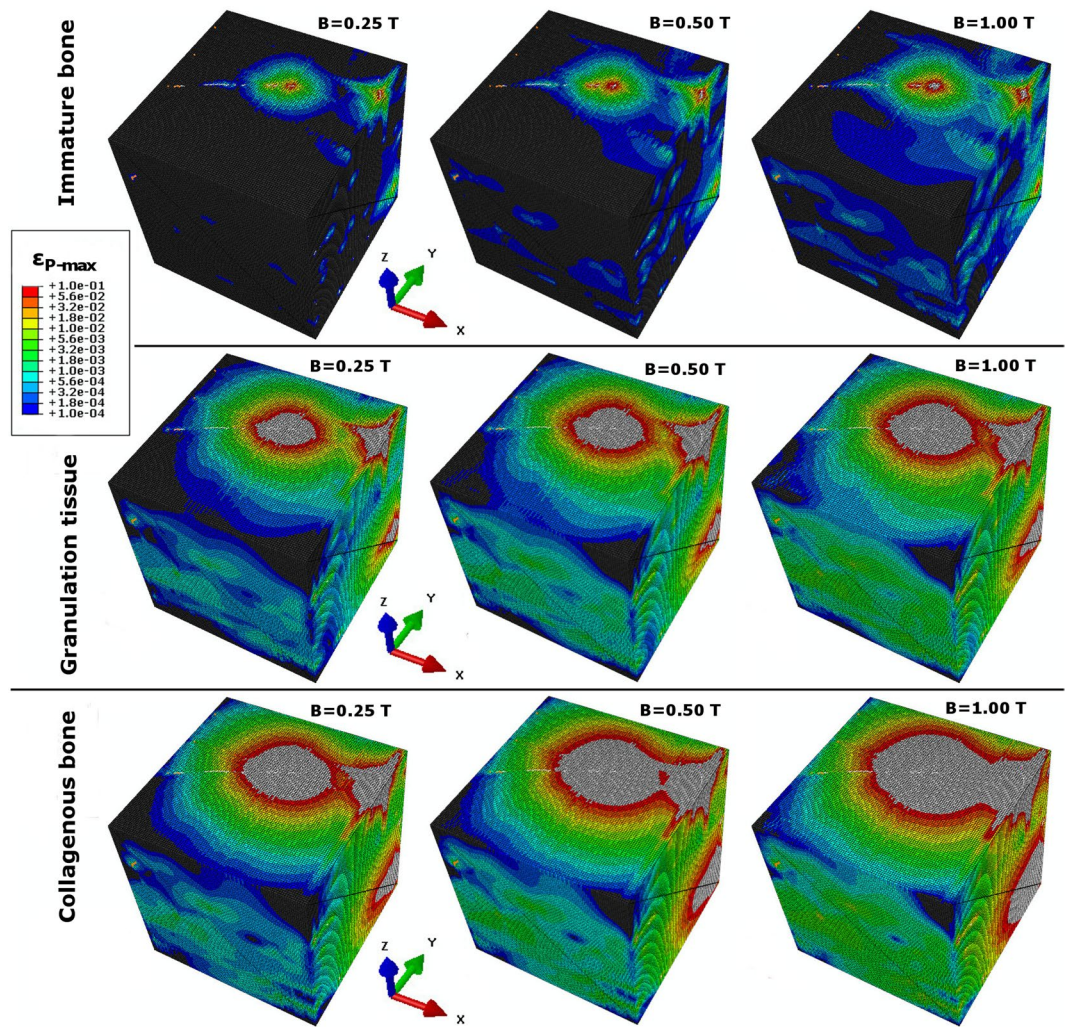 Immature bone
B=0.25 T
B=0.50 T
B=1.00 T
εP-max
+1.0e-01
+5.6e-02
+3.2e-02
+1.8e-02
+1.0e-02
+5.6e-03
+3.2e-03
+1.8e-03
+1.0e-03
+5.6e-04
+3.2e-04
+1.8e-04
+1.0e-04
Z
Y
X
Granulation tissue
B=0.25 T
B=0.50 T
B=1.00 T
Z
Y
X
Collagenous bone
B=0.25 T
B=0.50 T
B=1.00 T
Z
Y
X